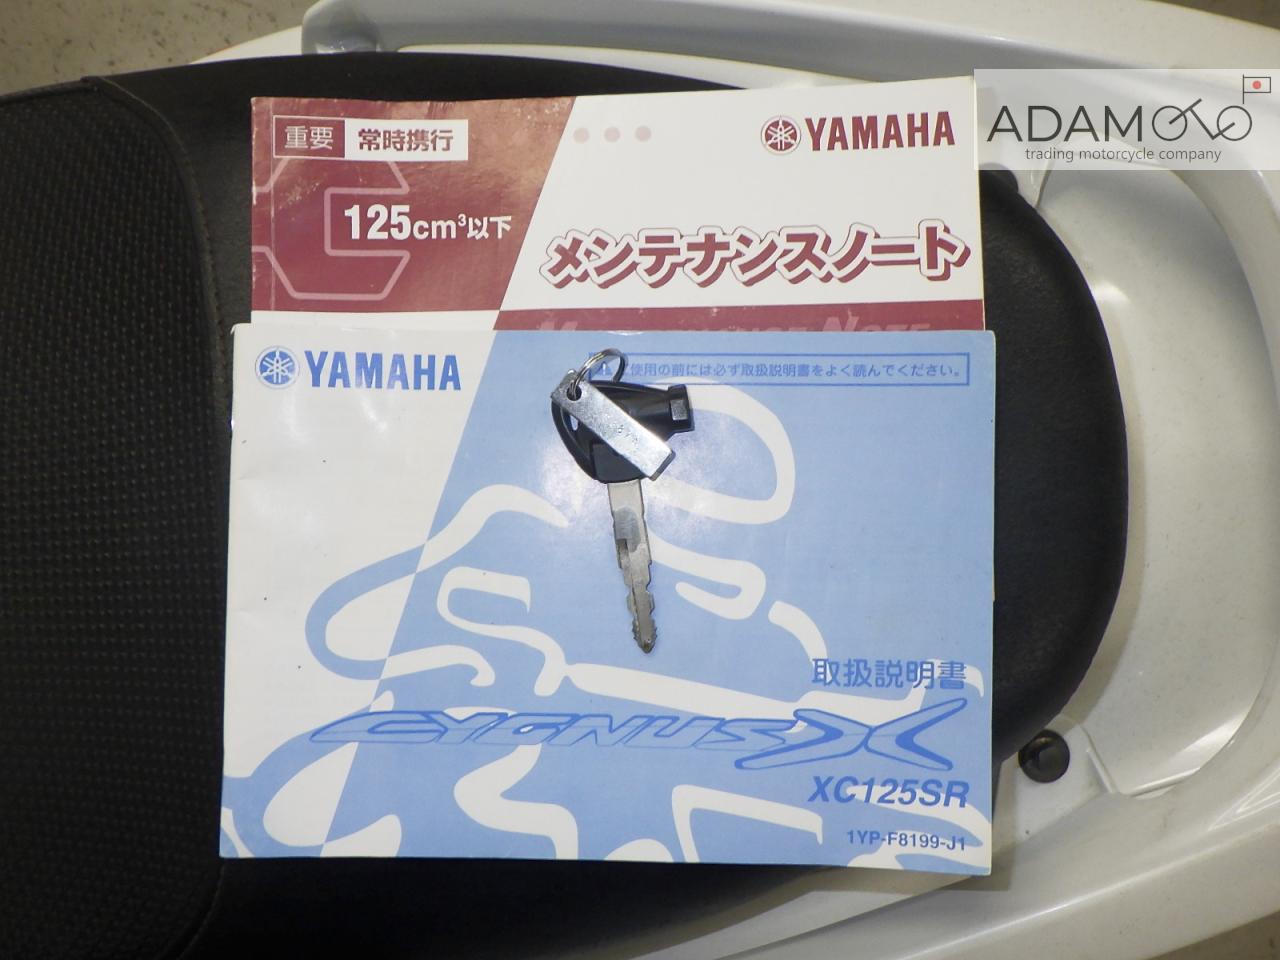 重要 常時携行
YAMAHA
125cm³以下
メンテナンスノート
YAMAHA
使用の前には必ず取扱説明書をよく読んでください。
取扱説明書
CYGNUS X
XC125SR
1YP-F8199-J1
ADAMOTO
trading motorcycle company